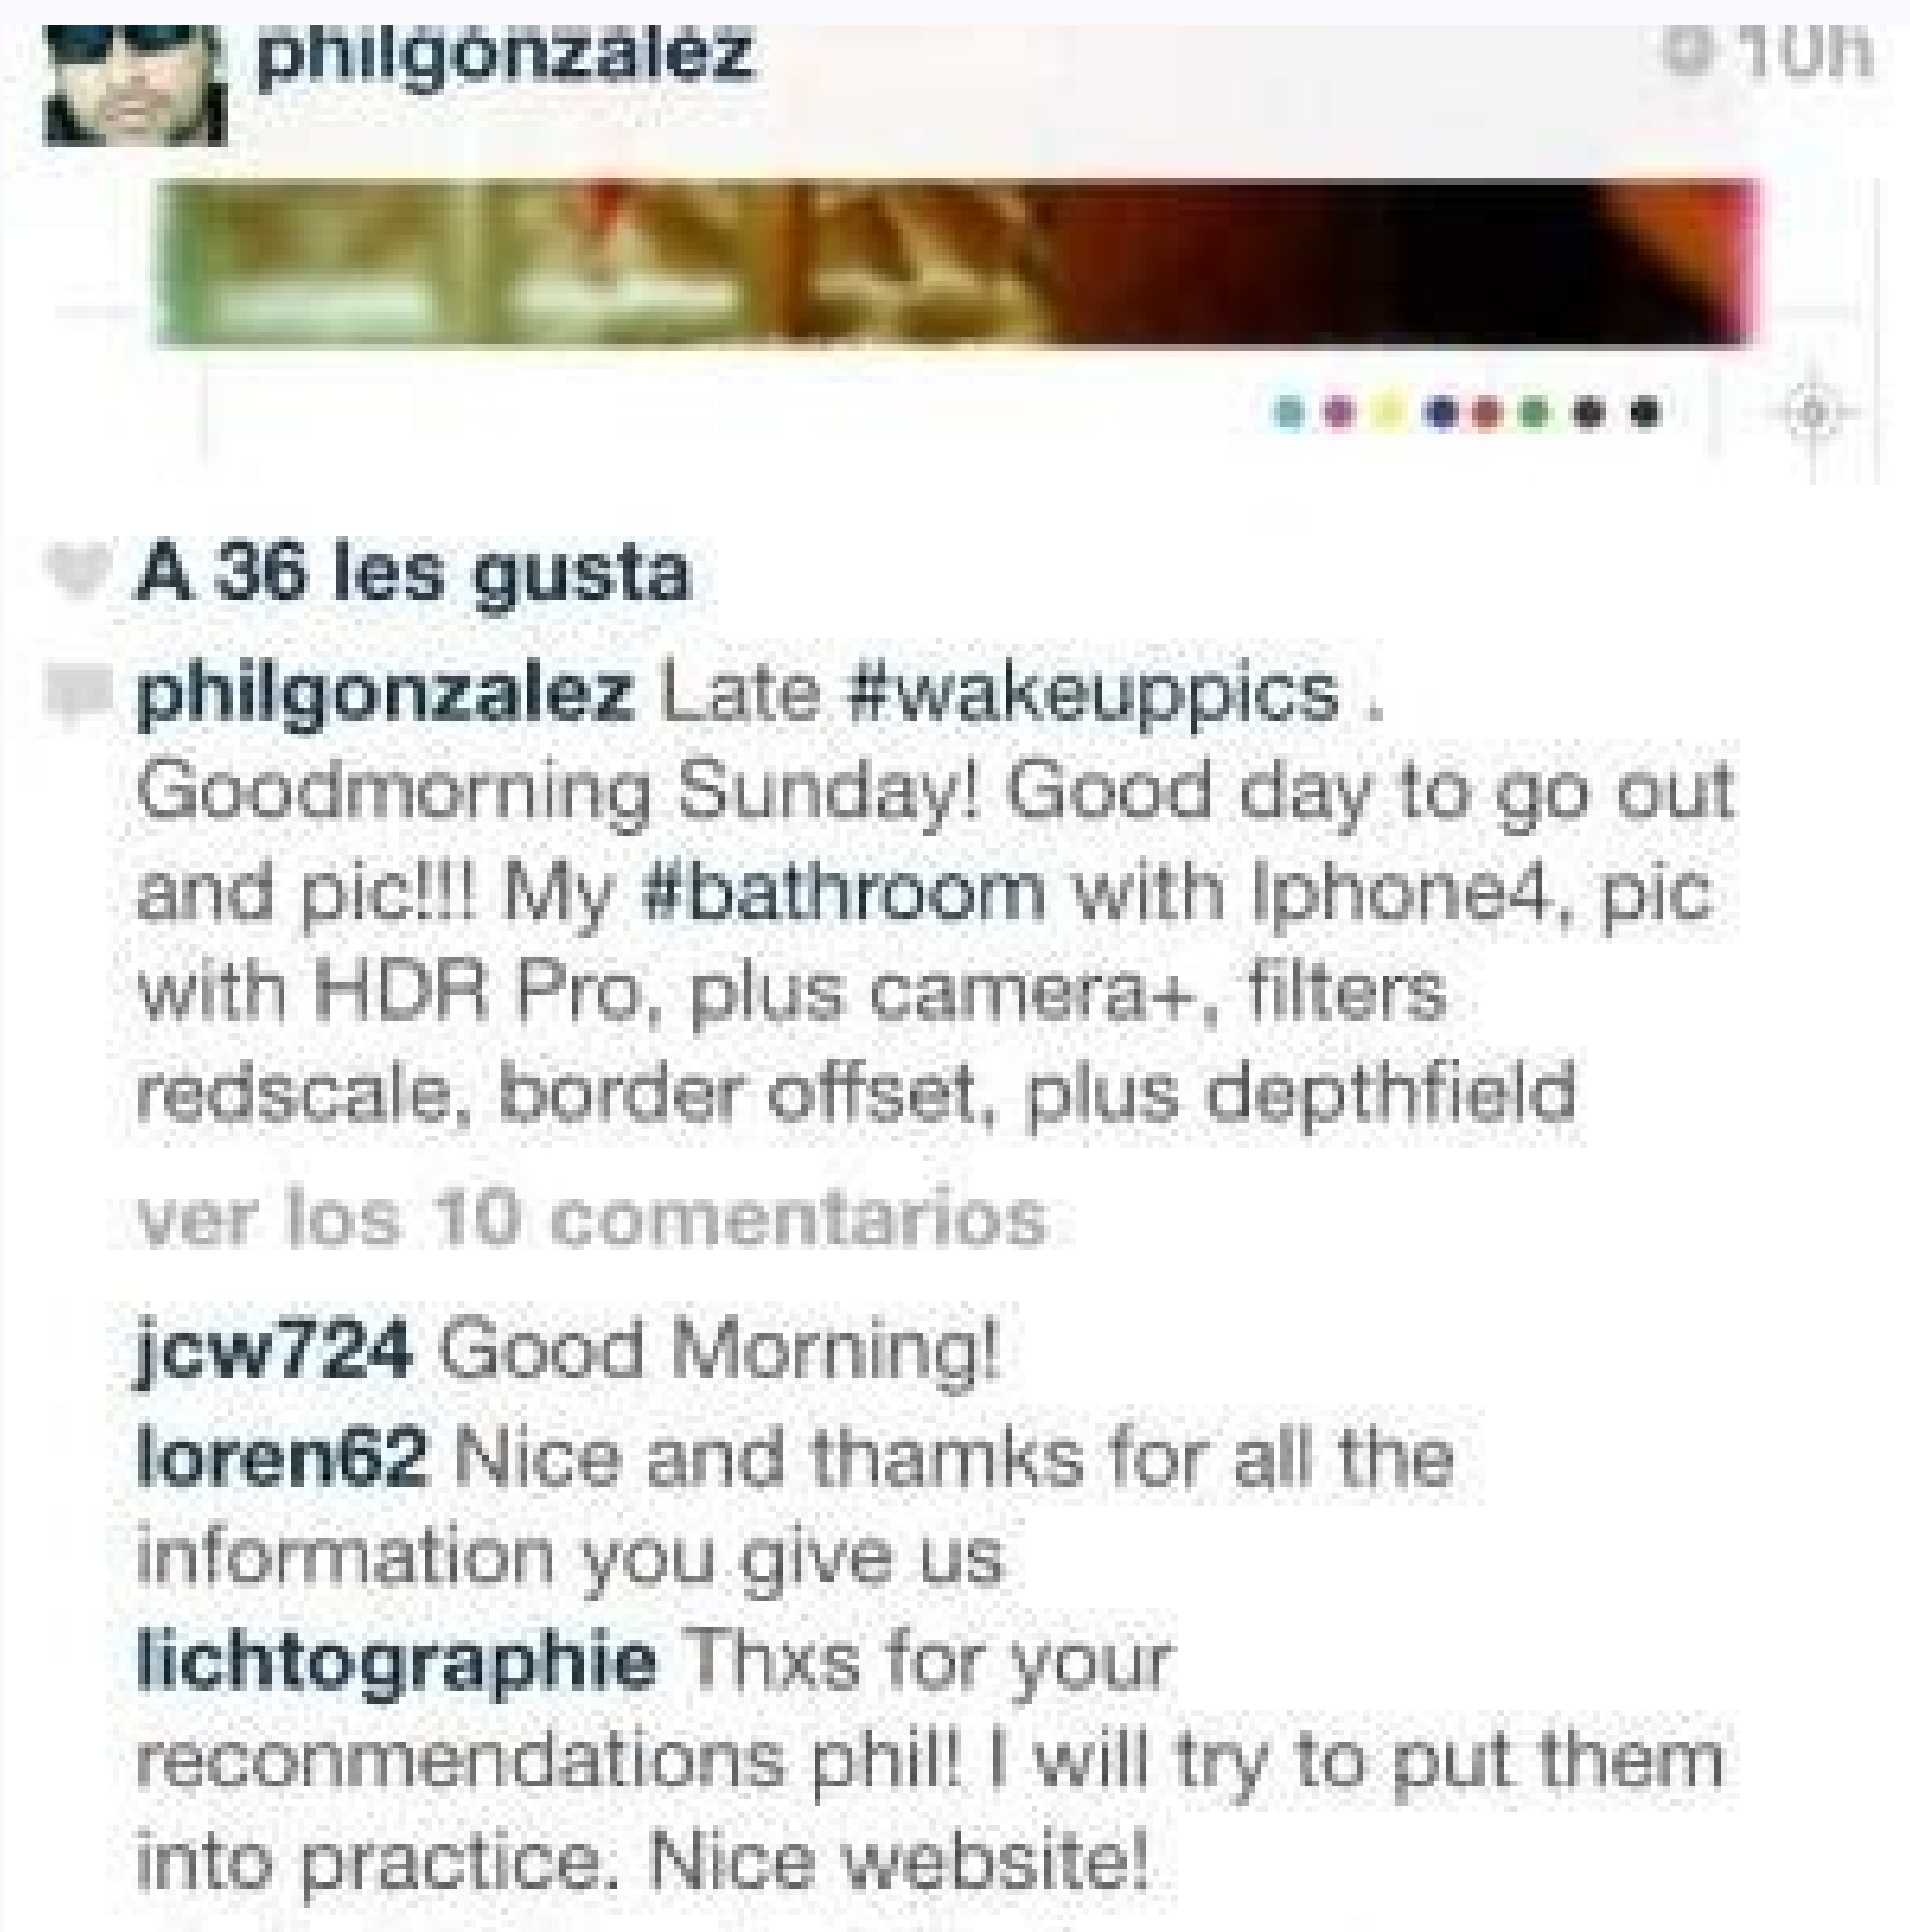 philgonzalez
10h
A 36 les gusta
philgonzalez Late #wakeuppics .
Goodmorning Sunday! Good day to go out
and pic!!! My #bathroom with Iphone4, pic
with HDR Pro, plus camera+, filters
redscale, border offset, plus depthfield
ver los 10 comentarios
jcw724 Good Morning!
loren62 Nice and thamks for all the
information you give us
lichtographie Thxs for your
reconmendations phil! I will try to put them
into practice. Nice website!